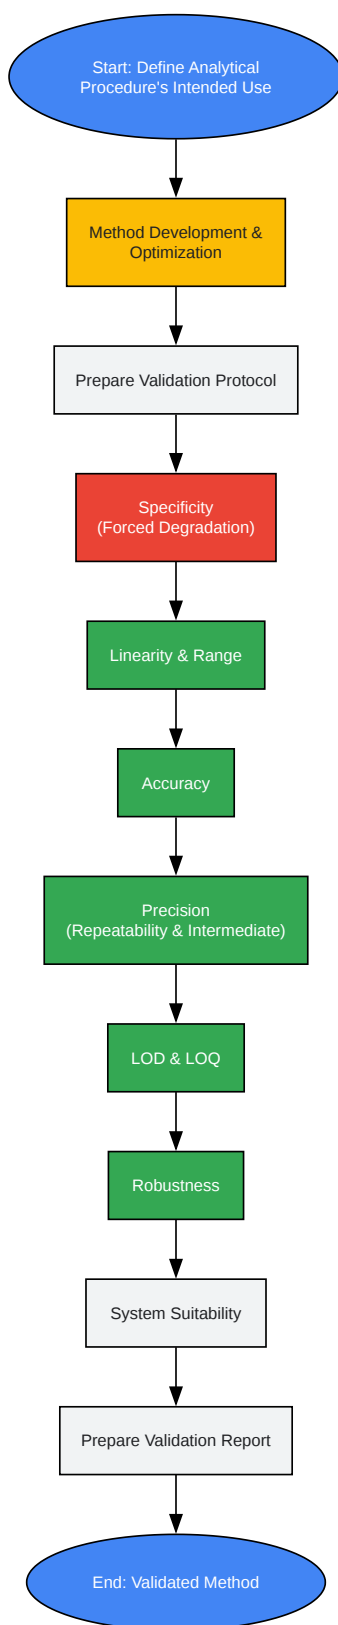 Start: Define Analytical
Procedure's Intended Use
Method Development &
Optimization
Prepare Validation Protocol
Specificity
(Forced Degradation)
Linearity & Range
Accuracy
Precision
(Repeatability & Intermediate)
LOD & LOQ
Robustness
System Suitability
Prepare Validation Report
End: Validated Method